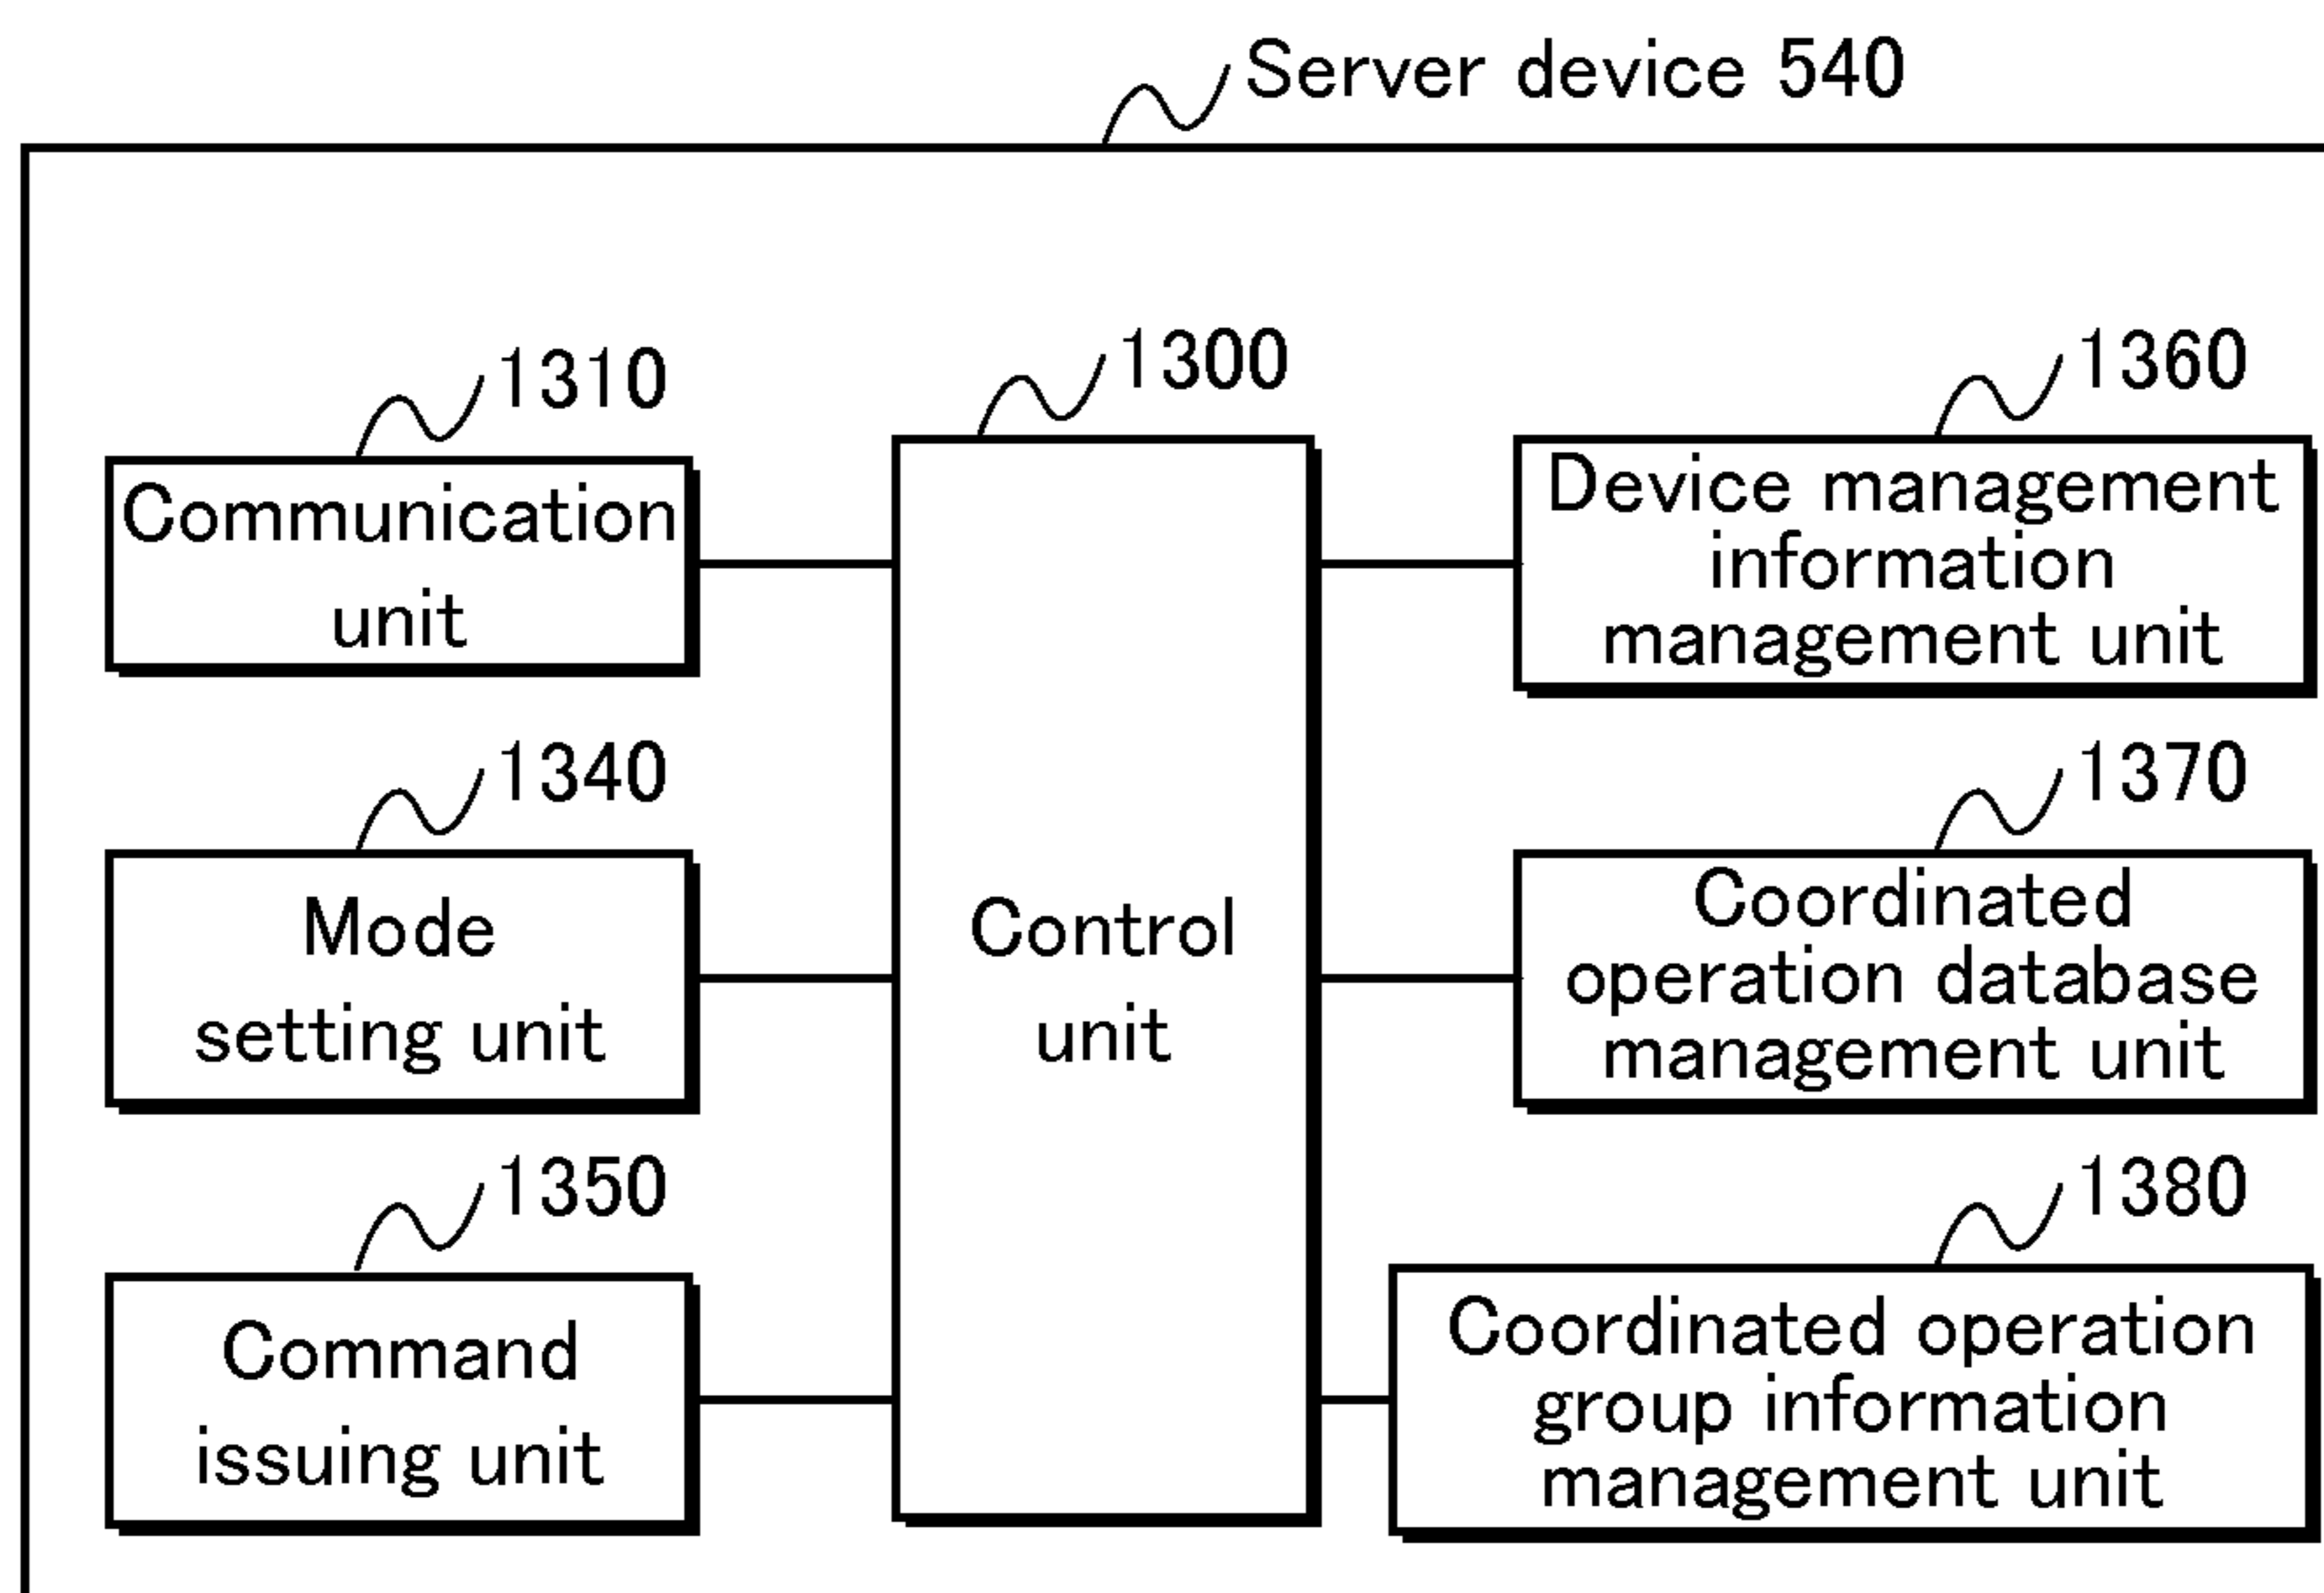 Server device 540
1310
Communication
unit
1340
Mode
setting unit
1350
Command
issuing unit
1300
Control
unit
1360
Device management
information
management unit
1370
Coordinated
operation database
management unit
1380
Coordinated operation
group information
management unit